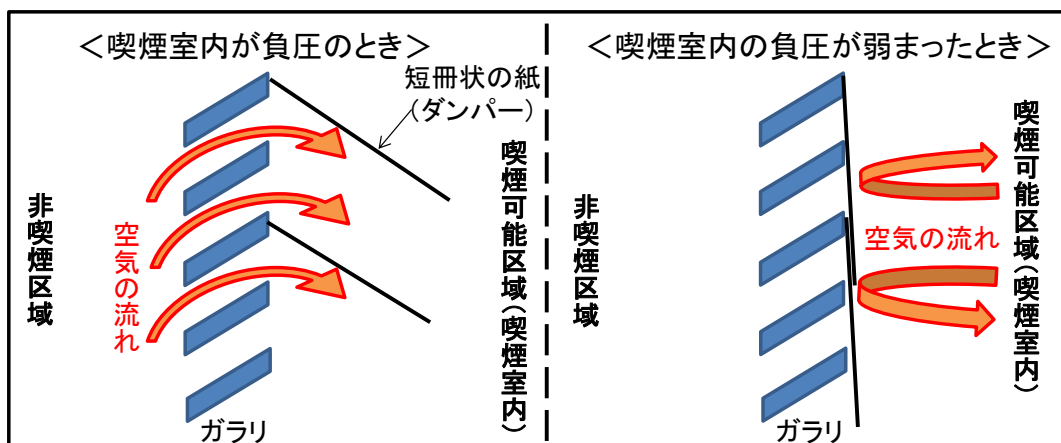 ＜喫煙室内が負圧のとき＞
短冊状の紙
(ダンパー)
非喫煙区域
空気の流れ
喫煙可能区域(喫煙室内)
ガラリ
＜喫煙室内の負圧が弱まったとき＞
非喫煙区域
空気の流れ
喫煙可能区域(喫煙室内)
ガラリ